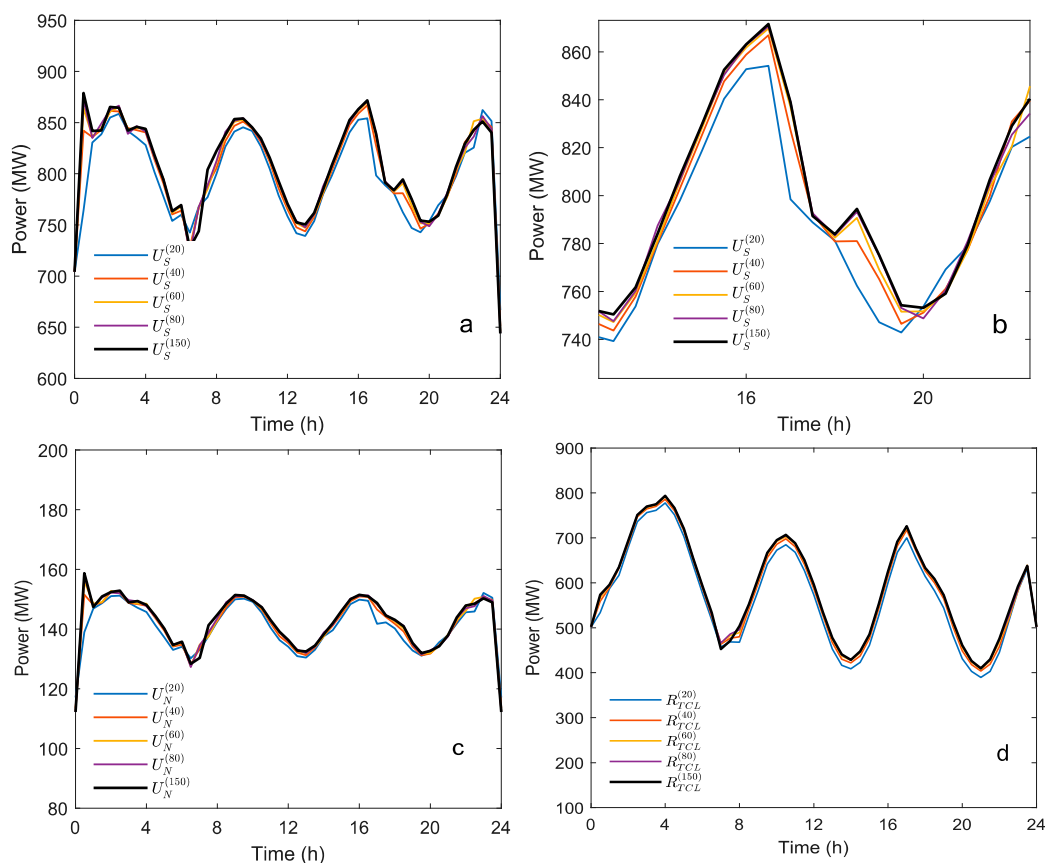 950
900
850
800
750
700
650
600
Power (MW)
0
4
8
12
16
20
24
Time (h)
U_S^(20)
U_S^(40)
U_S^(60)
U_S^(80)
U_S^(150)
a
860
840
820
800
780
760
740
Power (MW)
16
20
Time (h)
U_S^(20)
U_S^(40)
U_S^(60)
U_S^(80)
U_S^(150)
b
200
180
160
140
120
100
80
Power (MW)
0
4
8
12
16
20
24
Time (h)
U_N^(20)
U_N^(40)
U_N^(60)
U_N^(80)
U_N^(150)
c
900
800
700
600
500
400
300
200
100
Power (MW)
0
4
8
12
16
20
24
Time (h)
R_TCL^(20)
R_TCL^(40)
R_TCL^(60)
R_TCL^(80)
R_TCL^(150)
d